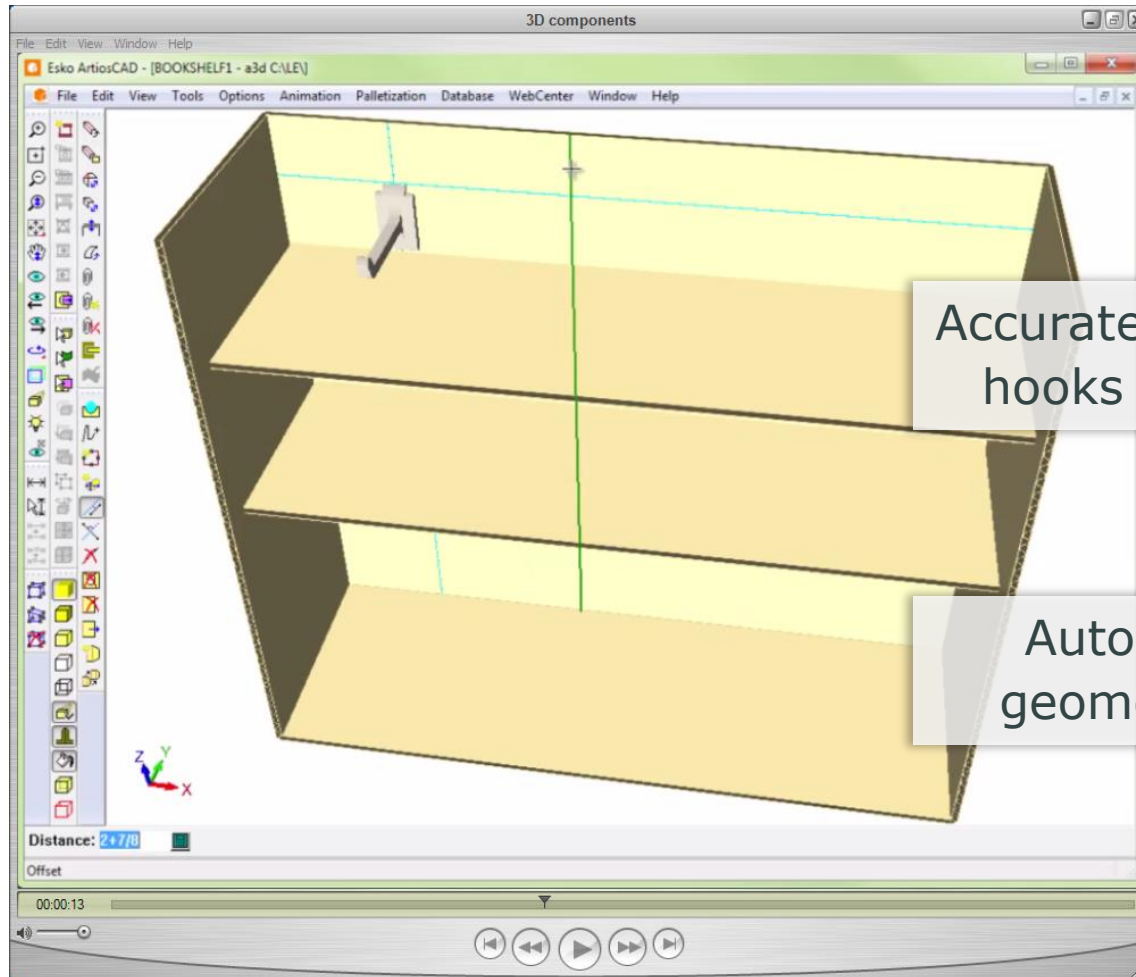 3D components
File Edit View Window Help
Esko ArtiosCAD - [BOOKSHELF1 - a3d C:\LE\]
File Edit View Tools Options Animation Palletization Database WebCenter Window Help
Accurate
hooks
Auto
geom
Z Y
X
Distance: 2+7/8
Offset
00:00:13